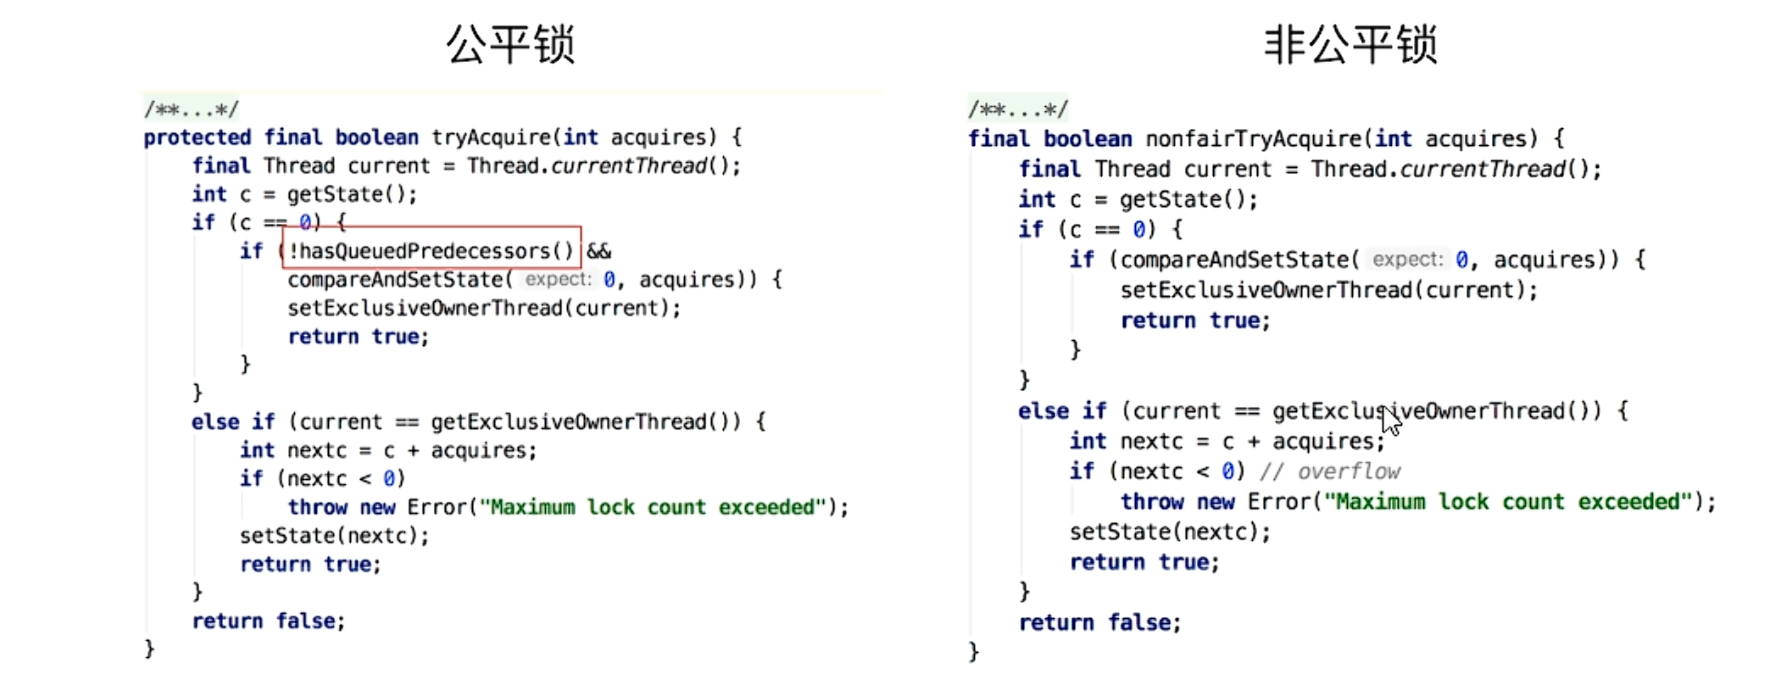 公平锁
/**...*/
protected final boolean tryAcquire(int acquires) {
final Thread current = Thread.currentThread();
int c = getState();
if (c == 0) {
if (!hasQueuedPredecessors() &&
compareAndSetState( expect: 0, acquires)) {
setExclusiveOwnerThread(current);
return true;
}
}
else if (current == getExclusiveOwnerThread()) {
int nextc = c + acquires;
if (nextc < 0)
throw new Error("Maximum lock count exceeded");
setState(nextc);
return true;
}
return false;
}
非公平锁
/**...*/
final boolean nonfairTryAcquire(int acquires) {
final Thread current = Thread.currentThread();
int c = getState();
if (c == 0) {
if (compareAndSetState( expect: 0, acquires)) {
setExclusiveOwnerThread(current);
return true;
}
}
else if (current == getExclusiveOwnerThread()) {
int nextc = c + acquires;
if (nextc < 0) // overflow
throw new Error("Maximum lock count exceeded");
setState(nextc);
return true;
}
return false;
}